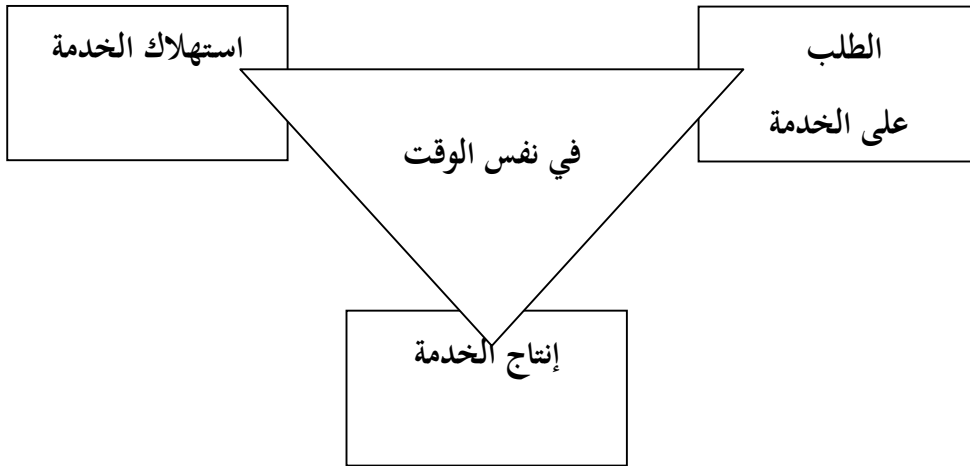 الطلب
على الخدمة
استهلاك الخدمة
في نفس الوقت
إنتاج الخدمة